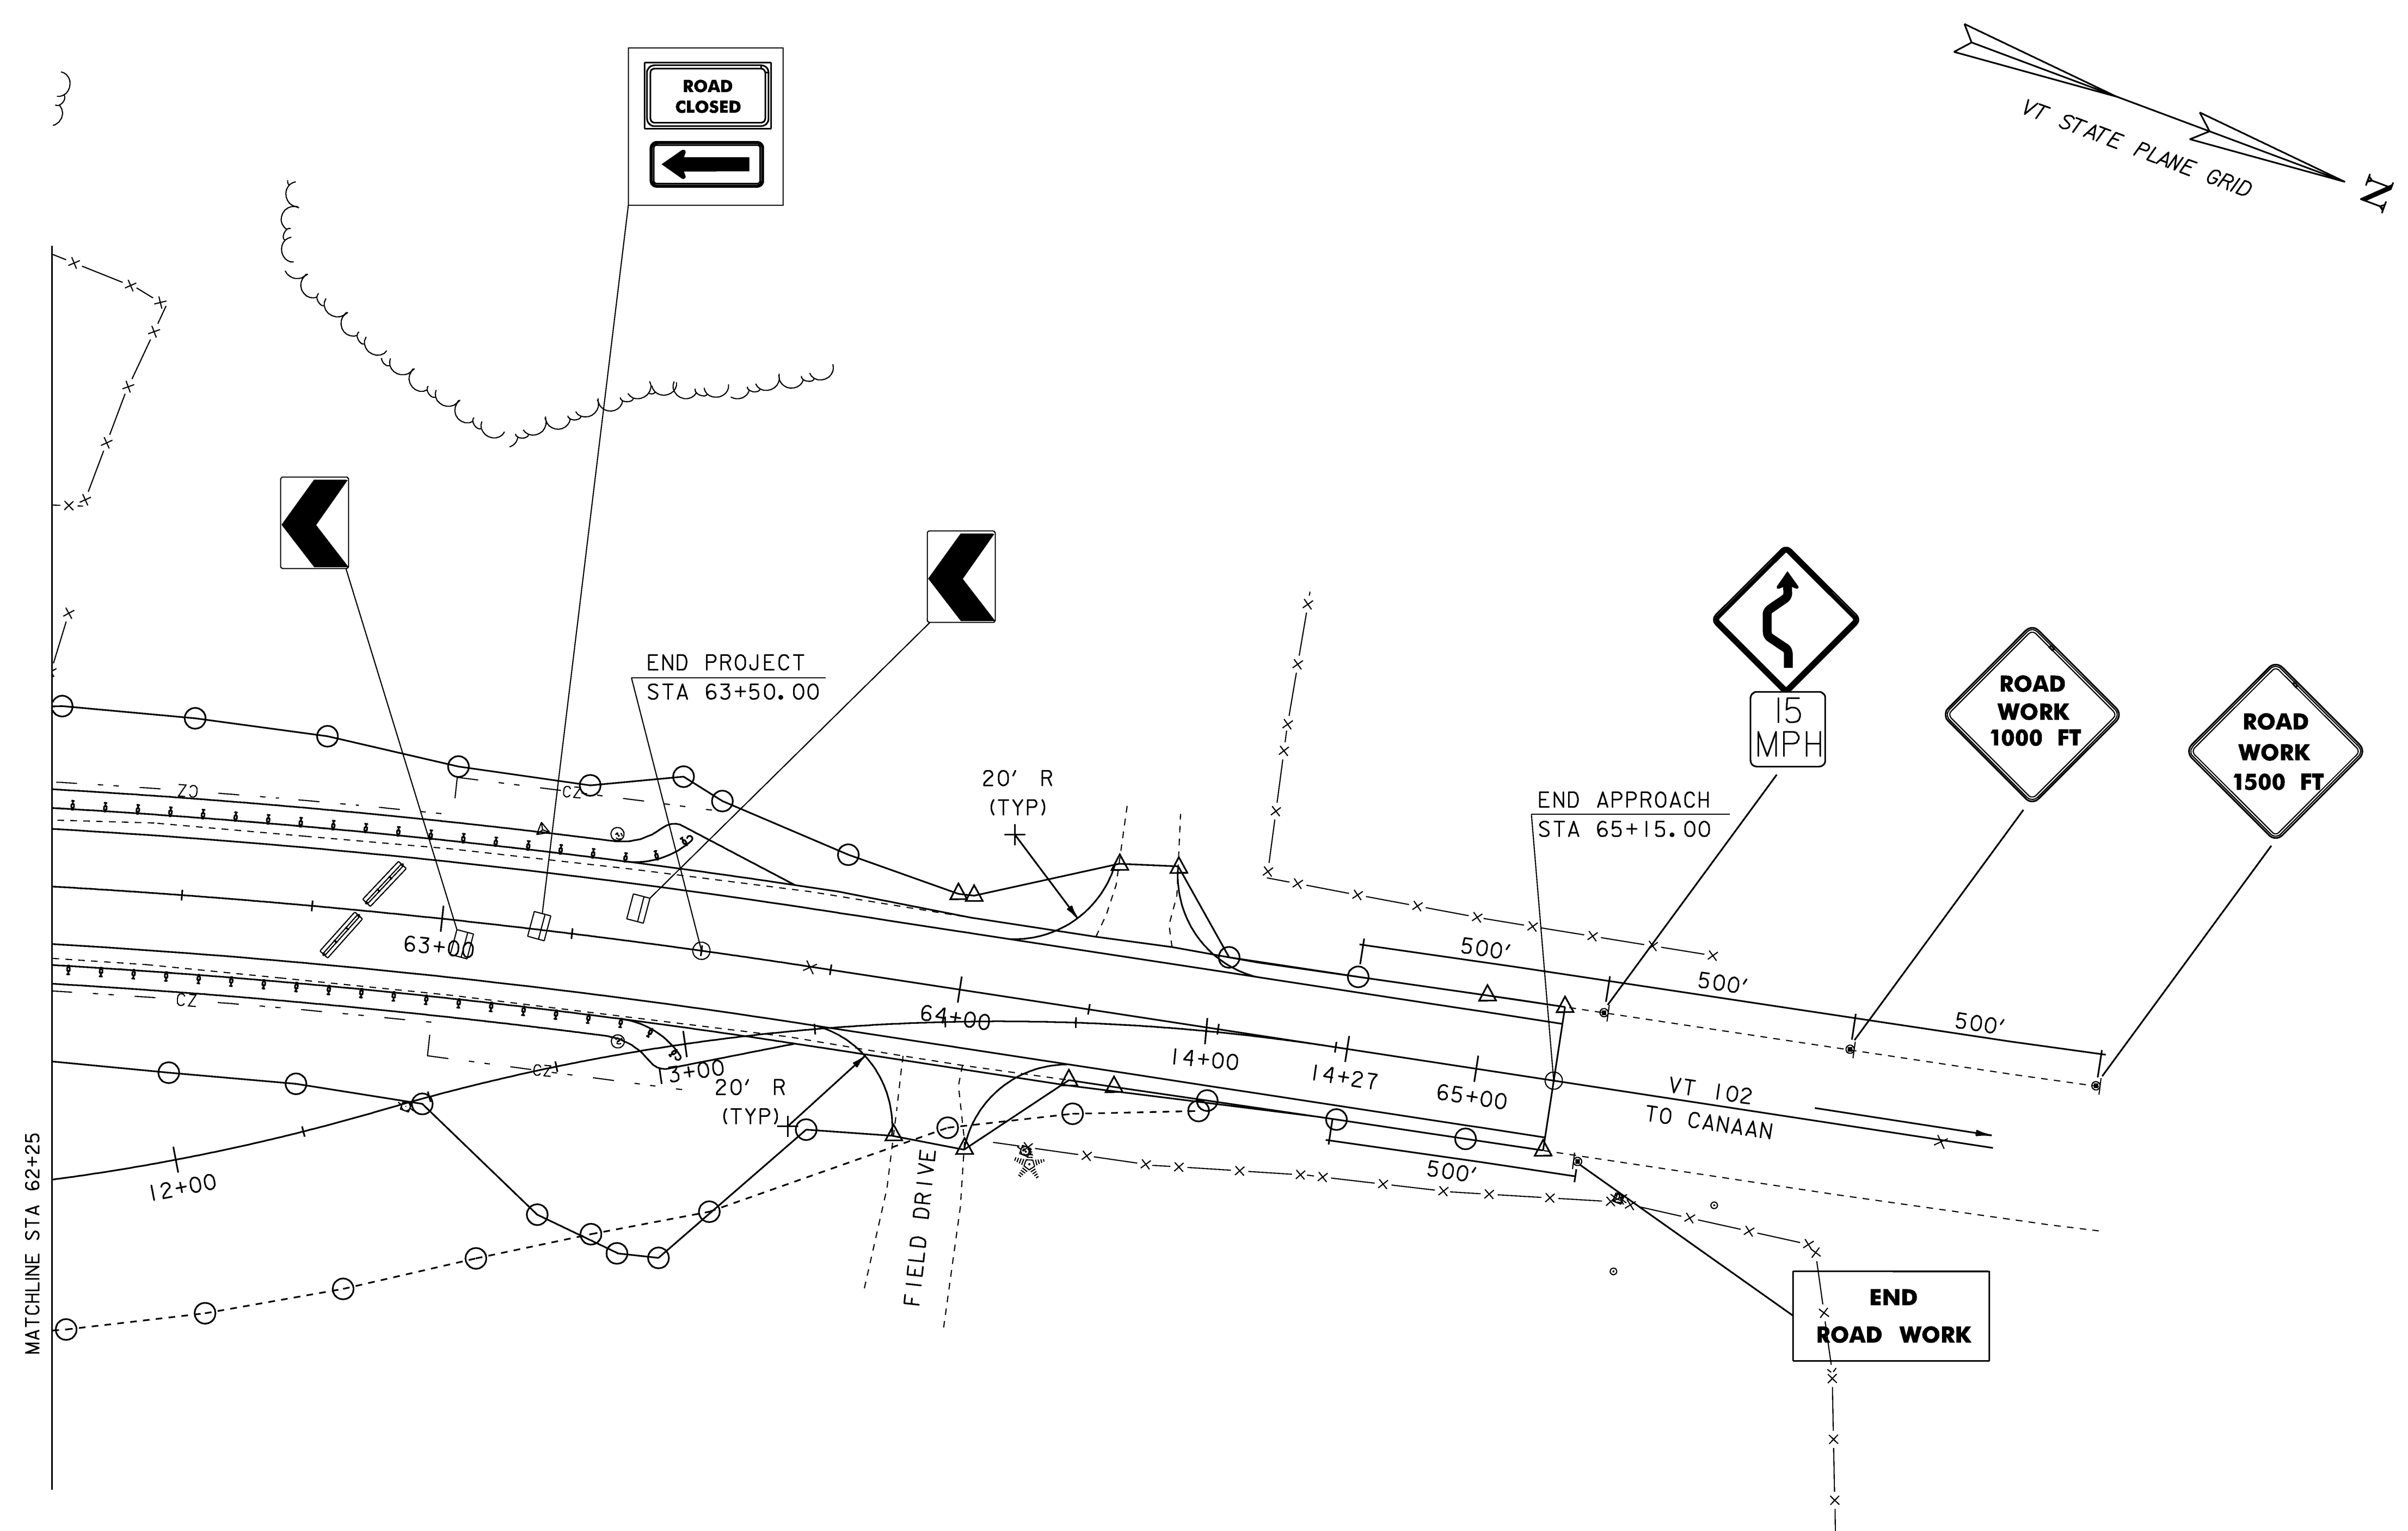 ROAD
CLOSED
VT STATE PLANE GRID
N
END PROJECT
STA 63+50.00
15
MPH
ROAD
WORK
1000 FT
ROAD
WORK
1500 FT
20' R
(TYP)
END APPROACH
STA 65+15.00
CZ
CZ
500'
500'
500'
63+00
64+00
CZ
CZ
13+00
14+00
14+27
65+00
VT 102
TO CANAAN
20' R
(TYP)
500'
12+00
FIELD DRIVE
MATCHLINE STA 62+25
END
ROAD WORK